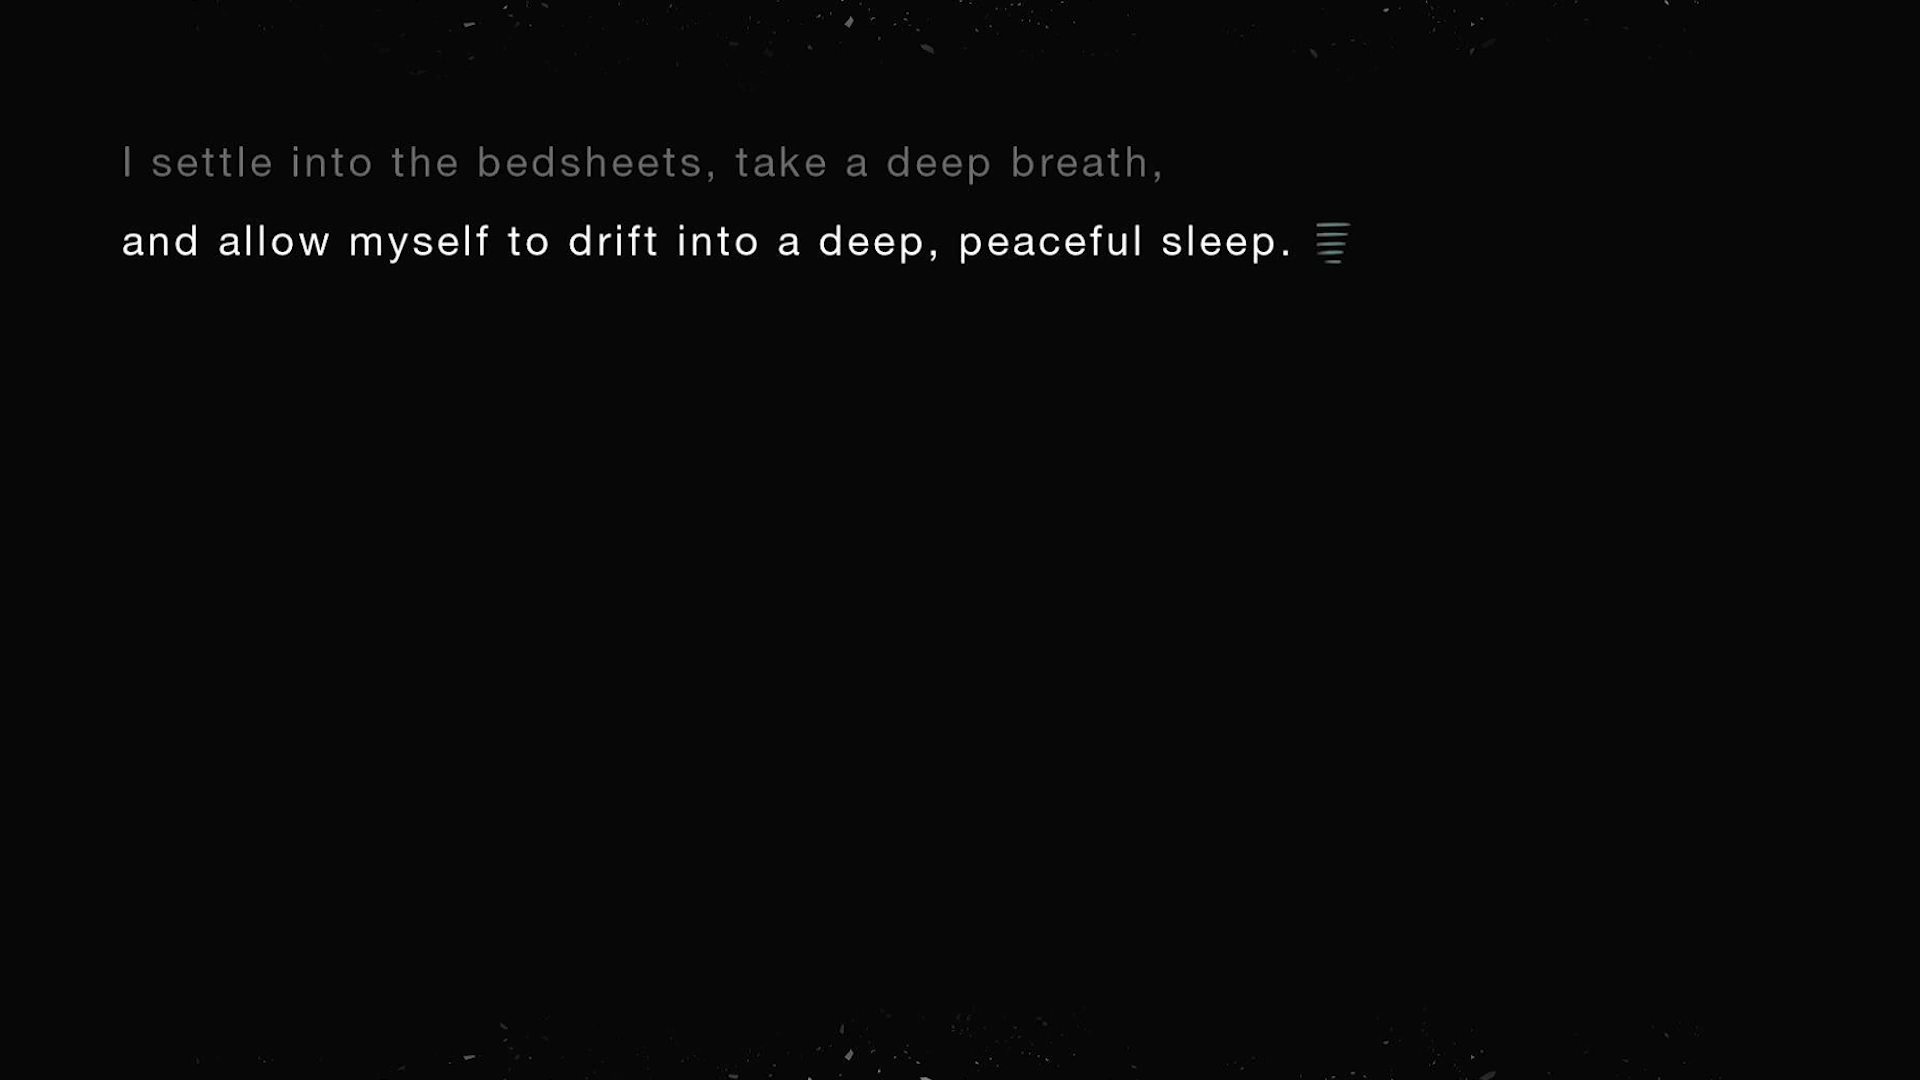 I settle into the bedsheets, take a deep breath,
and allow myself to drift into a deep, peaceful sleep.